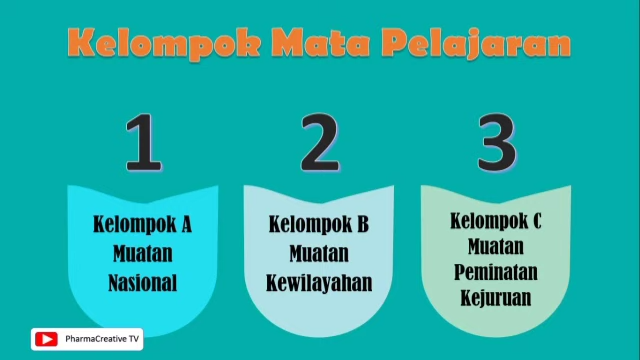 Kelompok Mata Pelajaran
1
2
3
Kelompok A
Muatan
Nasional
Kelompok B
Muatan
Kewilayahan
Kelompok C
Muatan
Peminatan
Kejuruan
PharmaCreative TV